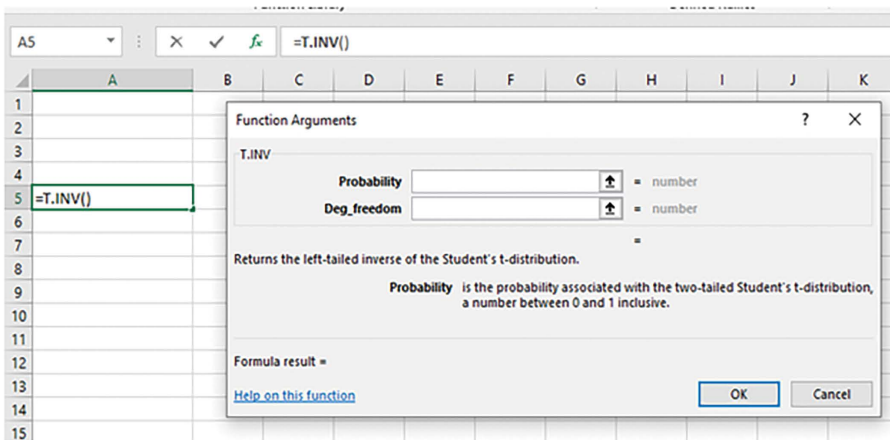 A5 fx =T.INV()
A B C D E F G H I J K
1
2
3
4
5 =T.INV()
6
7
8
9
10
11
12
13
14
15
Function Arguments ? ×
T.INV
Probability = number
Deg_freedom = number
=
Returns the left-tailed inverse of the Student's t-distribution.
Probability is the probability associated with the two-tailed Student's t-distribution,
a number between 0 and 1 inclusive.
Formula result =
Help on this function OK Cancel